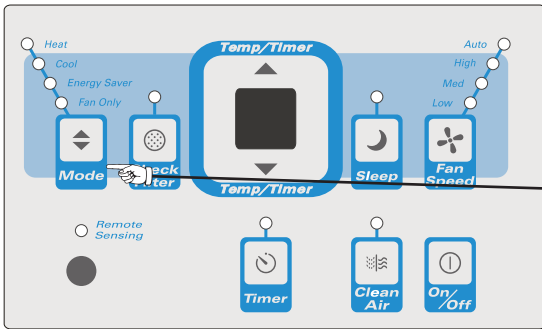 Temp/Timer
Heat
Cool
Energy Saver
Fan Only
Auto
High
Med
Low
Mode
Filter
Temp/Timer
Sleep
Fan
Speed
Remote
Sensing
Timer
Clean
Air
On/Off